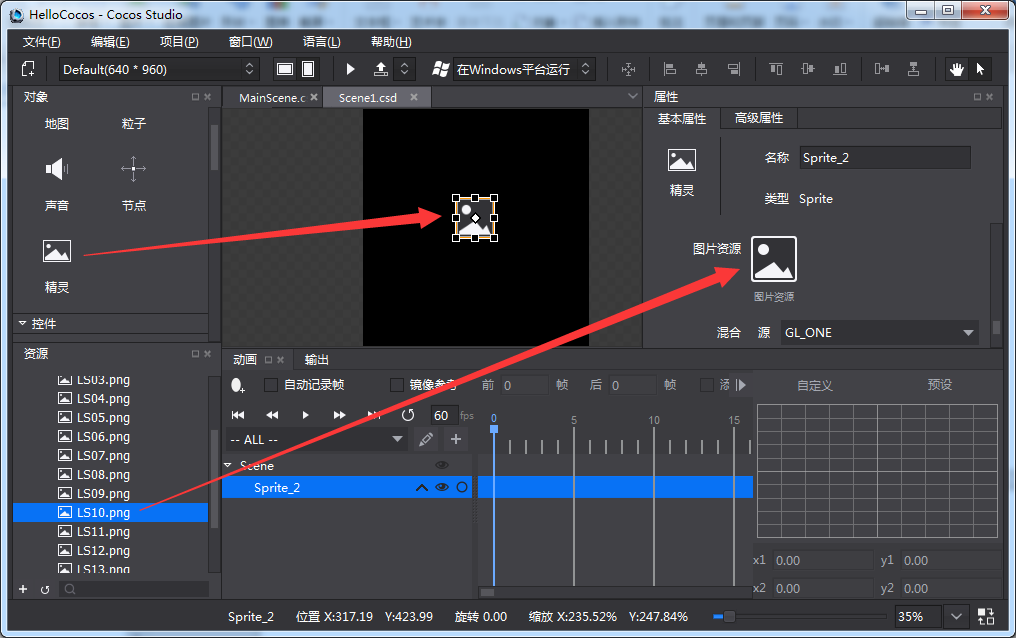 HelloCocos - Cocos Studio
文件(F) 编辑(E) 项目(P) 窗口(W) 语言(L) 帮助(H)
Default(640 * 960) 在Windows平台运行
对象
地图 粒子
声音 节点
精灵
控件
资源
LS03.png
LS04.png
LS05.png
LS06.png
LS07.png
LS08.png
LS09.png
LS10.png
LS11.png
LS12.png
LS13.png
MainScene.c Scene1.csd
属性
基本属性 高级属性
精灵
名称 Sprite_2
类型 Sprite
图片资源
图片资源
混合 源 GL_ONE
动画 输出
自动记录帧 镜像参考 前 0 帧 后 0 帧 添
60 fps
-- ALL --
0 5 10 15
Scene
Sprite_2
自定义 预设
x1 0.00 y1 0.00
x2 0.00 y2 0.00
Sprite_2 位置 X:317.19 Y:423.99 旋转 0.00 缩放 X:235.52% Y:247.84% 35%